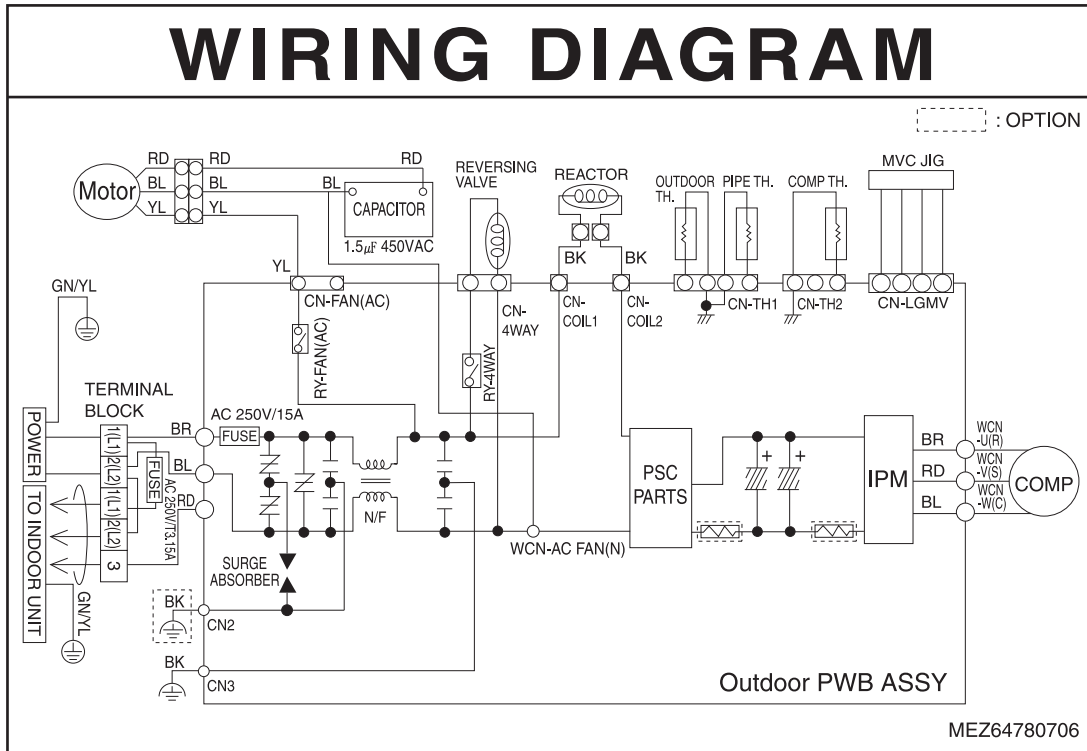 WIRING DIAGRAM
: OPTION
RD RD RD
Motor
BL BL BL
YL YL
CAPACITOR
1.5㎌ 450VAC
REVERSING
VALVE
REACTOR
OUTDOOR
TH.
PIPE TH.
COMP TH.
MVC JIG
BK BK
YL
CN-FAN(AC)
CN-
4WAY
CN-
COIL1
CN-
COIL2
CN-TH1
CN-TH2
CN-LGMV
GN/YL
RY-FAN(AC)
RY-4WAY
TERMINAL
BLOCK
POWER
TO INDOOR UNIT
1(L1)
2(L2)
1(L1)
2(L2)
3
FUSE
AC 250V/T3.15A
GN/YL
BR
BL
RD
AC 250V/15A
FUSE
N/F
SURGE
ABSORBER
BK
CN2
BK
CN3
WCN-AC FAN(N)
PSC
PARTS
+ +
IPM
BR
RD
BL
WCN
-U(R)
WCN
-V(S)
WCN
-W(C)
COMP
Outdoor PWB ASSY
MEZ64780706